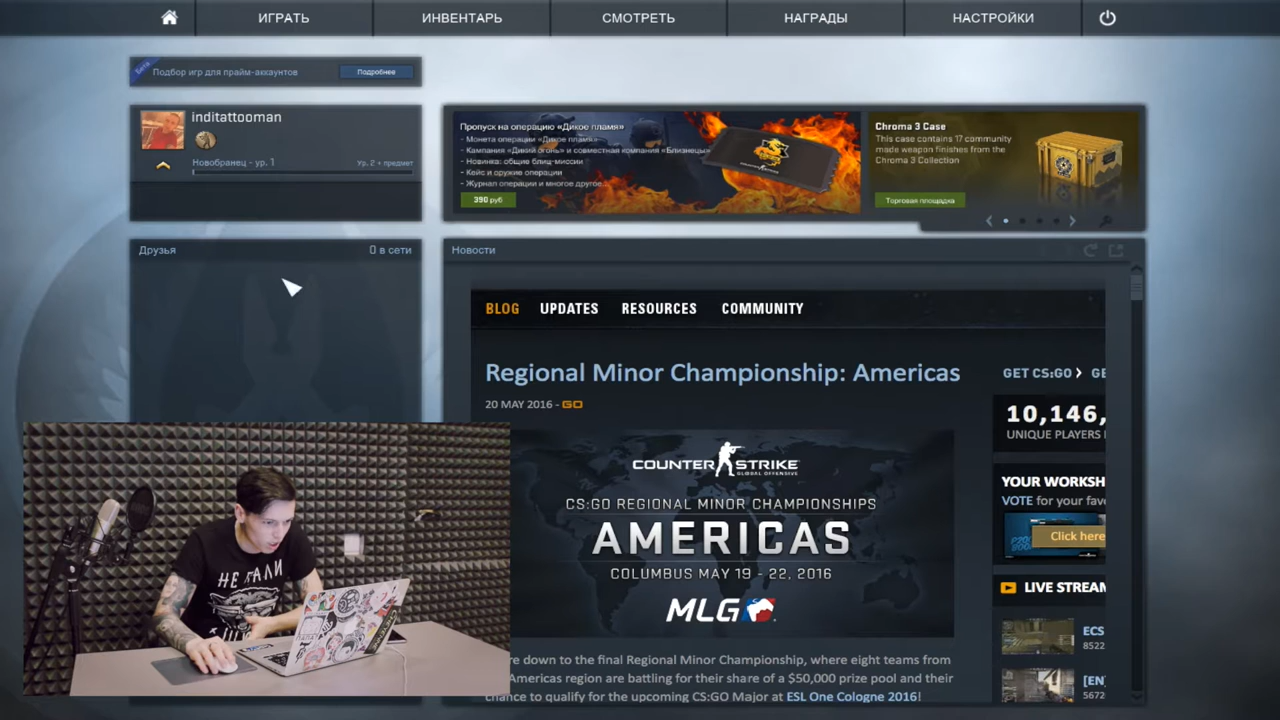 ИГРАТЬ
ИНВЕНТАРЬ
СМОТРЕТЬ
НАГРАДЫ
НАСТРОЙКИ
Бета
Подбор игр для прайм-аккаунтов
Подробнее
inditattooman
Новобранец - ур. 1
Ур. 2 + предмет
Пропуск на операцию «Дикое пламя»
- Монета операции «Дикое пламя»
- Кампания «Дикий огонь» и совместная кампания «Близнецы»
- Новинка: общие блиц-миссии
- Кейс и оружие операции
- Журнал операции и многое другое...
390 руб
Chroma 3 Case
This case contains 17 community
made weapon finishes from the
Chroma 3 Collection
Торговая площадка
Друзья
0 в сети
Новости
BLOG
UPDATES
RESOURCES
COMMUNITY
Regional Minor Championship: Americas
20 MAY 2016 - GO
GET CS:GO
GE
10,146,
UNIQUE PLAYERS
COUNTER STRIKE
GLOBAL OFFENSIVE
CS:GO REGIONAL MINOR CHAMPIONSHIPS
AMERICAS
COLUMBUS MAY 19 - 22, 2016
MLG
YOUR WORKSH
VOTE for your fav
Click here
LIVE STREAM
ECS
8522
[EN]
5670
re down to the final Regional Minor Championship, where eight teams from
Americas region are battling for their share of a $50,000 prize pool and their
chance to qualify for the upcoming CS:GO Major at ESL One Cologne 2016!